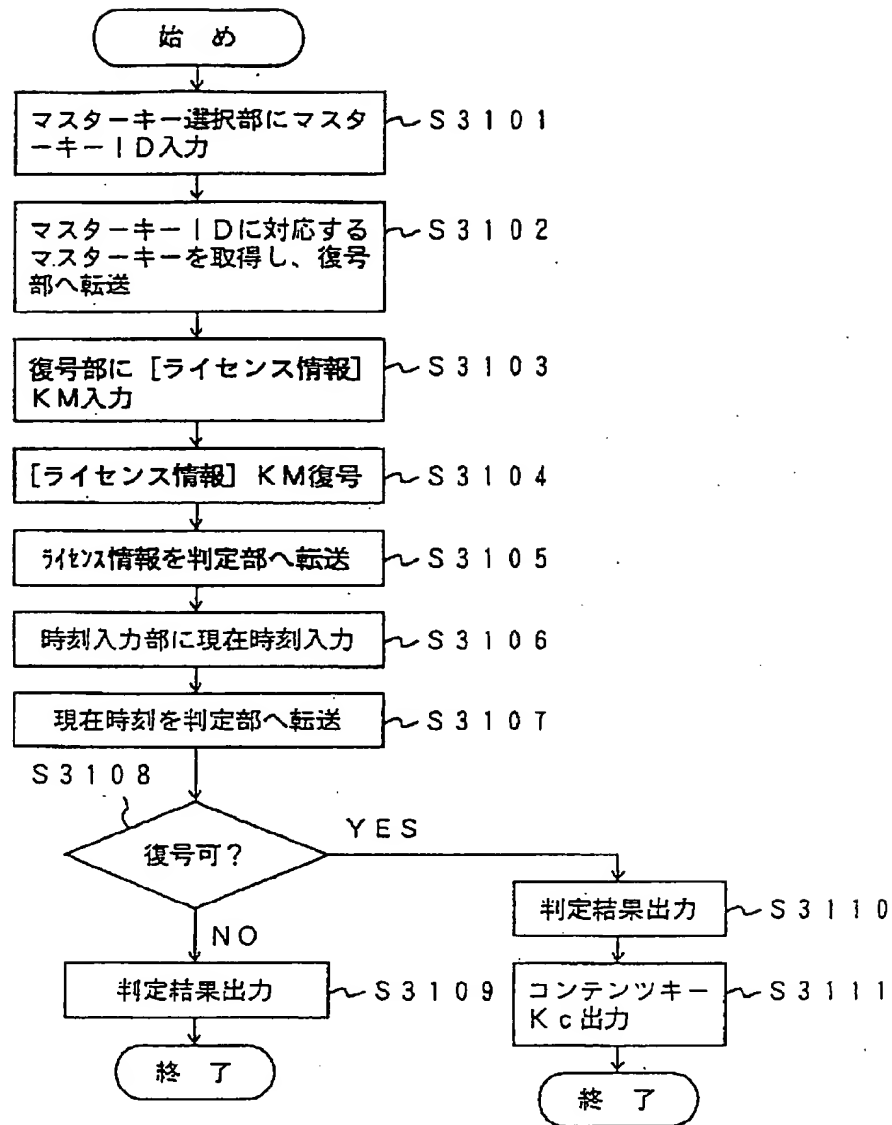 始 め
マスターキー選択部にマスタ
ーキーID入力
S3101
マスターキーIDに対応する
マスターキーを取得し、復号
部へ転送
S3102
復号部に[ライセンス情報]
KM入力
S3103
[ライセンス情報]KM復号
S3104
ライセンス情報を判定部へ転送
S3105
時刻入力部に現在時刻入力
S3106
現在時刻を判定部へ転送
S3107
S3108
復号可?
YES
NO
判定結果出力
S3110
判定結果出力
S3109
コンテンツキー
Kc出力
S3111
終 了
終 了